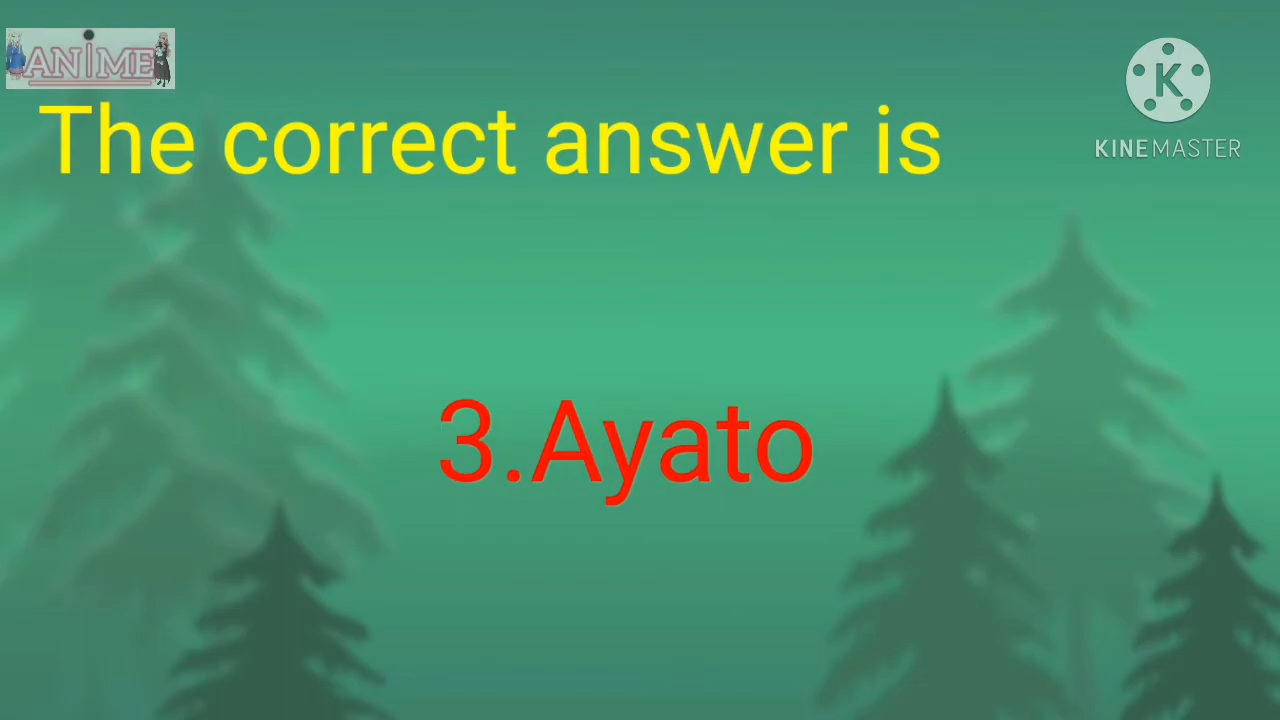 ANIME
The correct answer is
K
KINEMASTER
3.Ayato